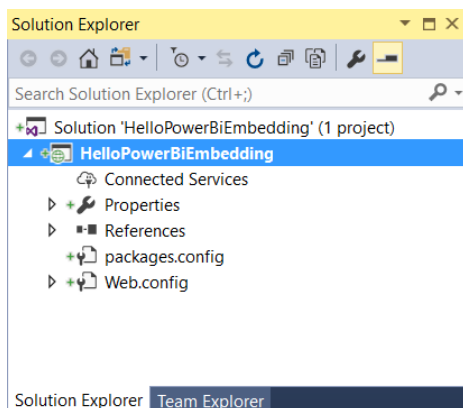 Solution Explorer
Search Solution Explorer (Ctrl+;)
Solution 'HelloPowerBiEmbedding' (1 project)
HelloPowerBiEmbedding
Connected Services
Properties
References
packages.config
Web.config
Solution Explorer Team Explorer